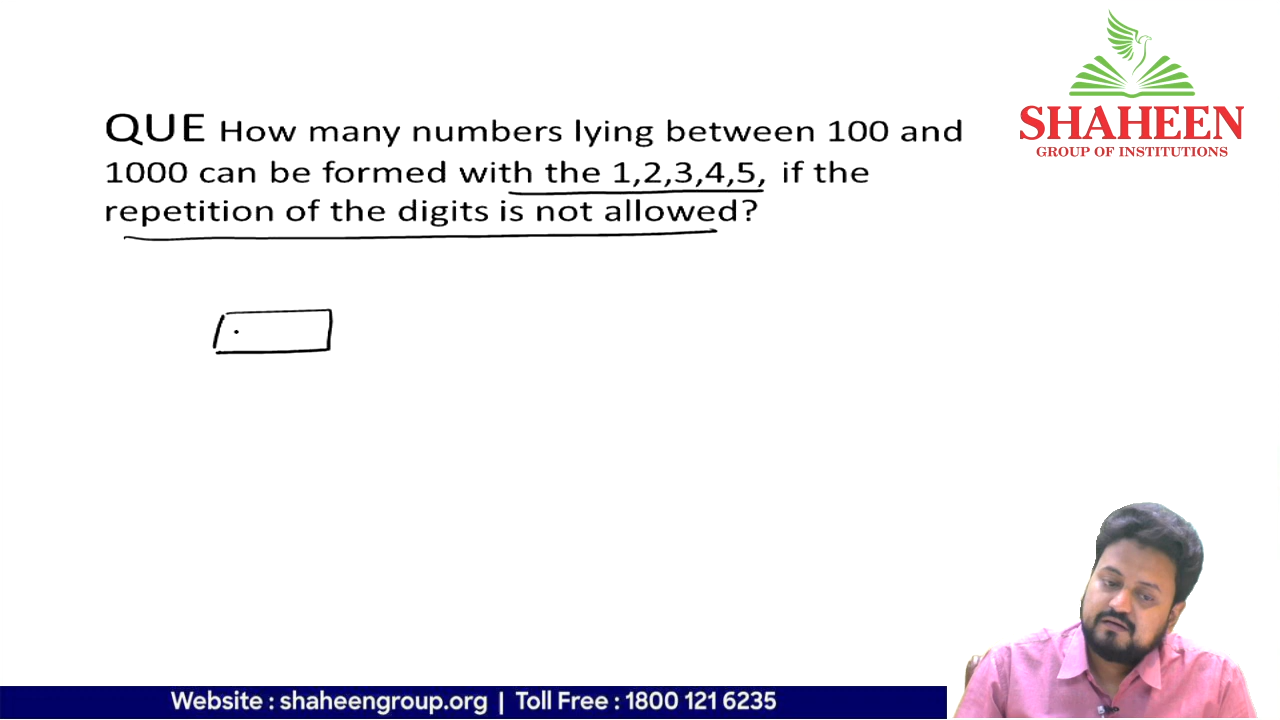 QUE How many numbers lying between 100 and
1000 can be formed with the 1,2,3,4,5, if the
repetition of the digits is not allowed?
SHAHEEN
GROUP OF INSTITUTIONS
Website : shaheengroup.org | Toll Free : 1800 121 6235